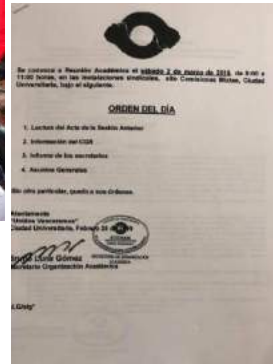 Se convoca a Reunión Académica el sábado 2 de marzo de 2019, de 9:00 a
11:00 horas, en las instalaciones sindicales, sito Comisiones Mixtas, Ciudad
Universitaria, bajo el siguiente.
ORDEN DEL DÍA
1. Lectura del Acta de la Sesión Anterior
2. Información del CGR
3. Informe de los secretarios
4. Asuntos Generales
Sin otro particular, quedo a sus órdenes.
Atentamente
"Unidos Venceremos"
Ciudad Universitaria, Febrero
Gómez
Secretario Organización Académica